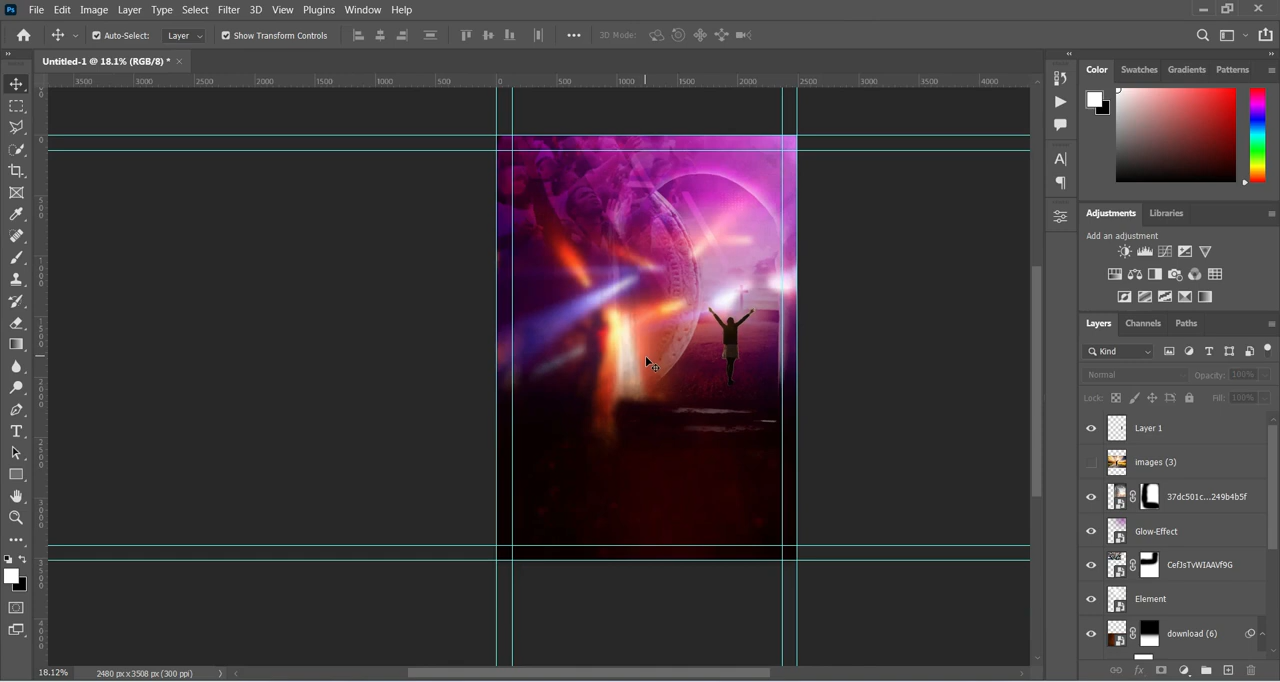 Ps File Edit Image Layer Type Select Filter 3D View Plugins Window Help
Auto-Select: Layer Show Transform Controls 3D Mode:
Untitled-1 @ 18.1% (RGB/8) *
3500 3000 2500 2000 1500 1000 500 0 500 1000 1500 2000 2500 3000 3500 4000
Color Swatches Gradients Patterns
Adjustments Libraries
Add an adjustment
Layers Channels Paths
Kind
Normal Opacity: 100%
Lock: Fill: 100%
Layer 1
images (3)
37dc501c...249b4b5f
Glow-Effect
CefJsTvWIAAVf9G
Element
download (6)
18.12% 2480 px x 3508 px (300 ppi)